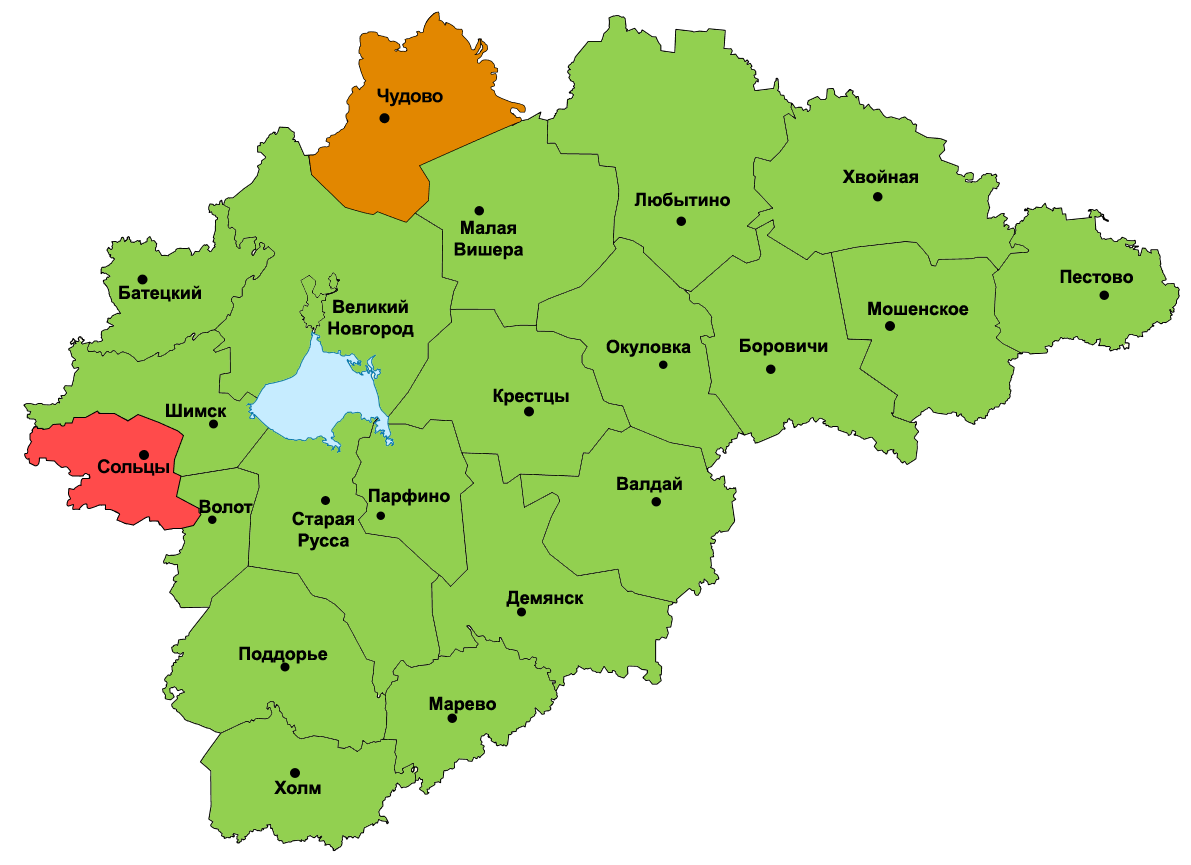 Чудово
Хвойная
Любытино
Малая
Вишера
Пестово
Батецкий
Великий
Новгород
Мошенское
Окуловка
Боровичи
Крестцы
Шимск
Сольцы
Валдай
Парфино
Волот
Старая
Русса
Демянск
Поддорье
Марево
Холм